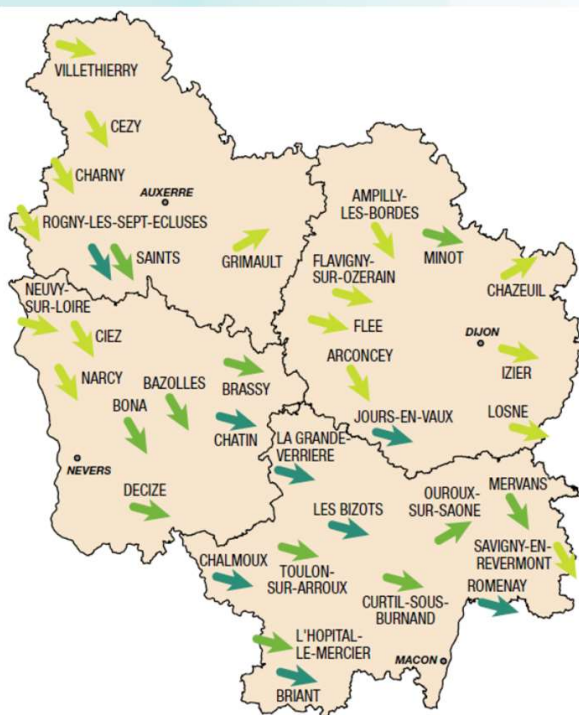 VILLETHIERRY
CEZY
CHARNY
AUXERRE
ROGNY-LES-SEPT-ECLUSES
SAINTS
GRIMAULT
AMPILLY-
LES-BORDES
MINOT
FLAVIGNY-
SUR-OZERAIN
CHAZEUIL
FLEE
DIJON
ARCONCEY
IZIER
JOURS-EN-VAUX
LOSNE
NEUVY-
SUR-LOIRE
CIEZ
NARCY
BAZOLLES
BRASSY
BONA
CHATIN
NEVERS
DECIZE
LA GRANDE-
VERRIERE
LES BIZOTS
OUROUX-
SUR-SAONE
MERVANS
CHALMOUX
TOULON-
SUR-ARROUX
SAVIGNY-EN-
REVERMONT
CURTIL-SOUS-
BURNAND
ROMENAY
L'HOPITAL-
LE-MERCIER
MACON
BRIANT